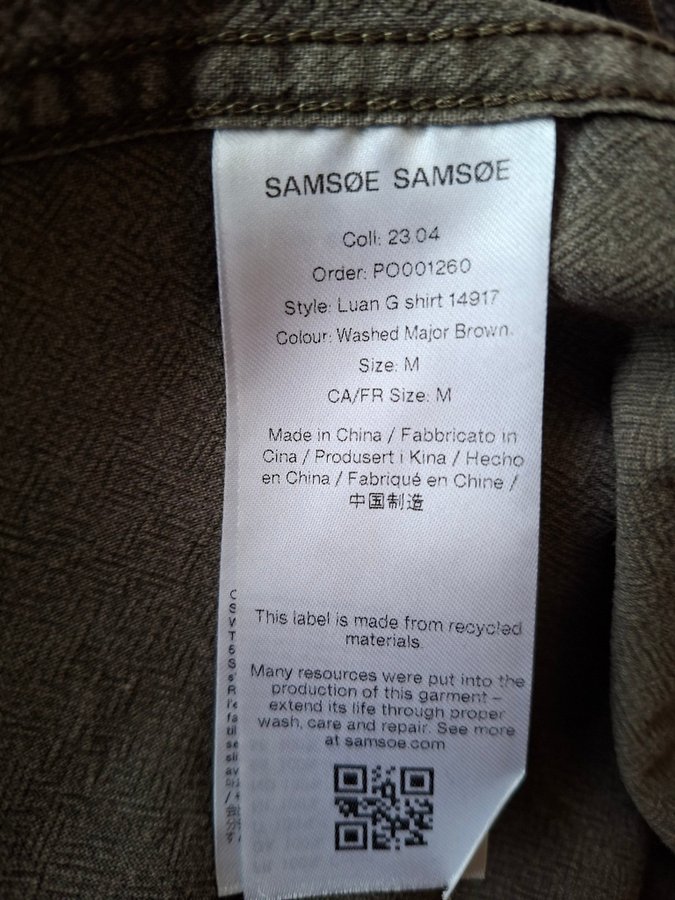 SAMSØE SAMSØE
Coll: 23.04
Order: PO001260
Style: Luan G shirt 14917
Colour: Washed Major Brown.
Size: M
CA/FR Size: M
Made in China / Fabbricato in
Cina / Produsert i Kina / Hecho
en China / Fabriqué en Chine /
中国制造
This label is made from recycled
materials.
Many resources were put into the
production of this garment –
extend its life through proper
wash, care and repair. See more
at samsoe.com